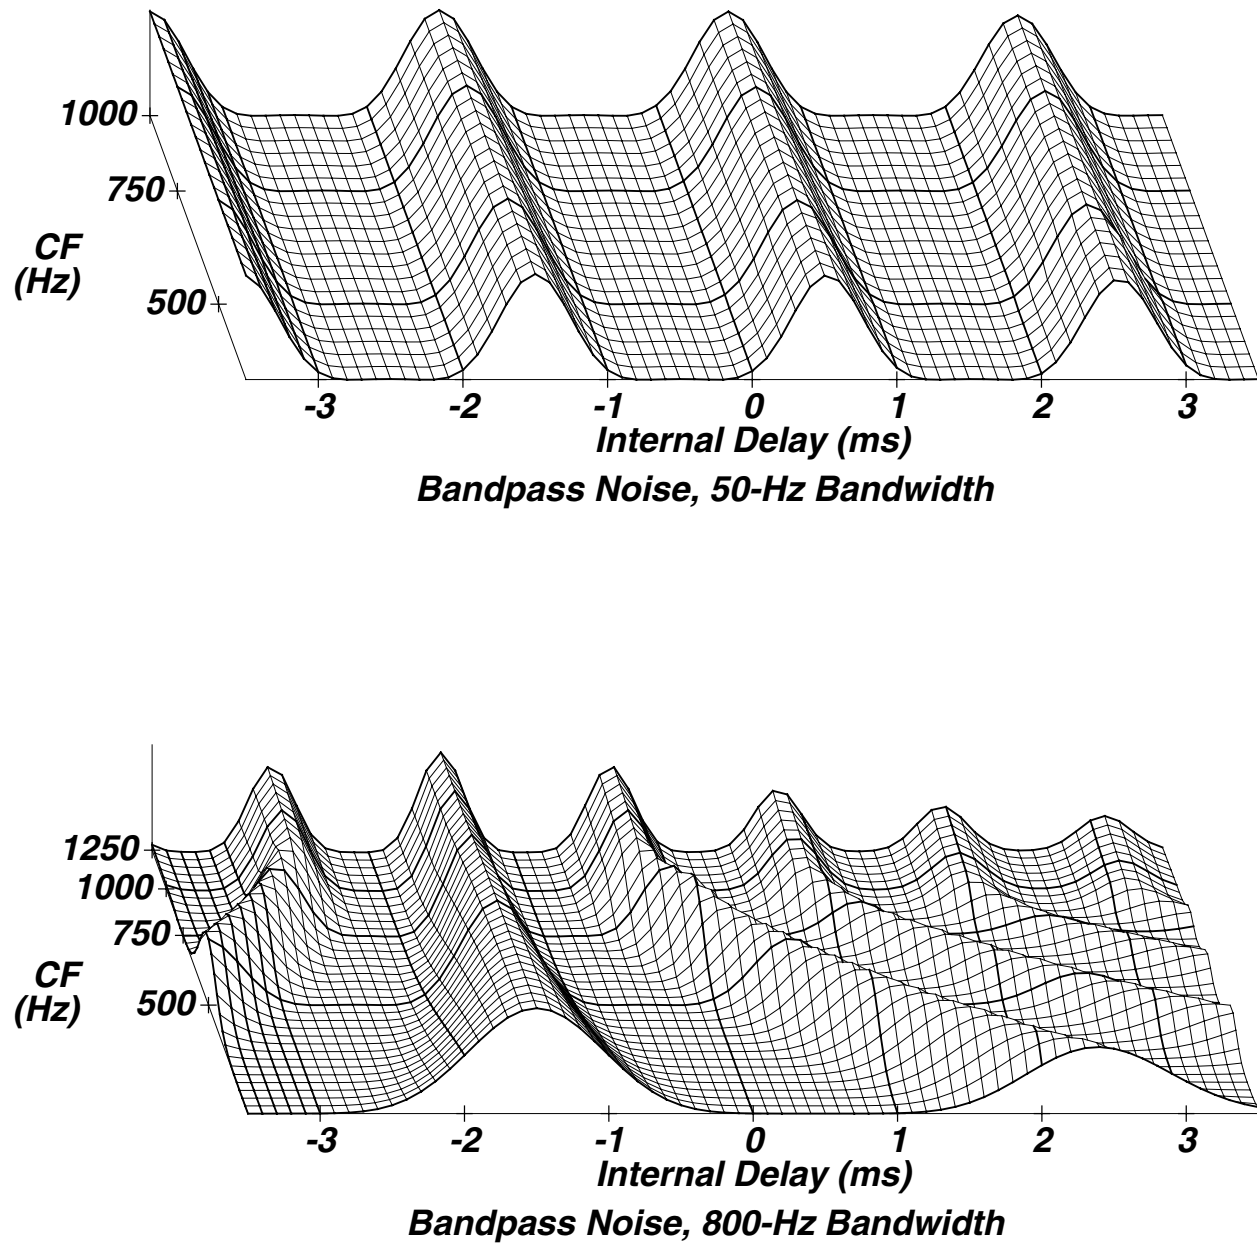 1000
750
CF
(Hz)
500
-3 -2 -1 0 1 2 3
Internal Delay (ms)
Bandpass Noise, 50-Hz Bandwidth
1250
1000
750
CF
(Hz)
500
-3 -2 -1 0 1 2 3
Internal Delay (ms)
Bandpass Noise, 800-Hz Bandwidth